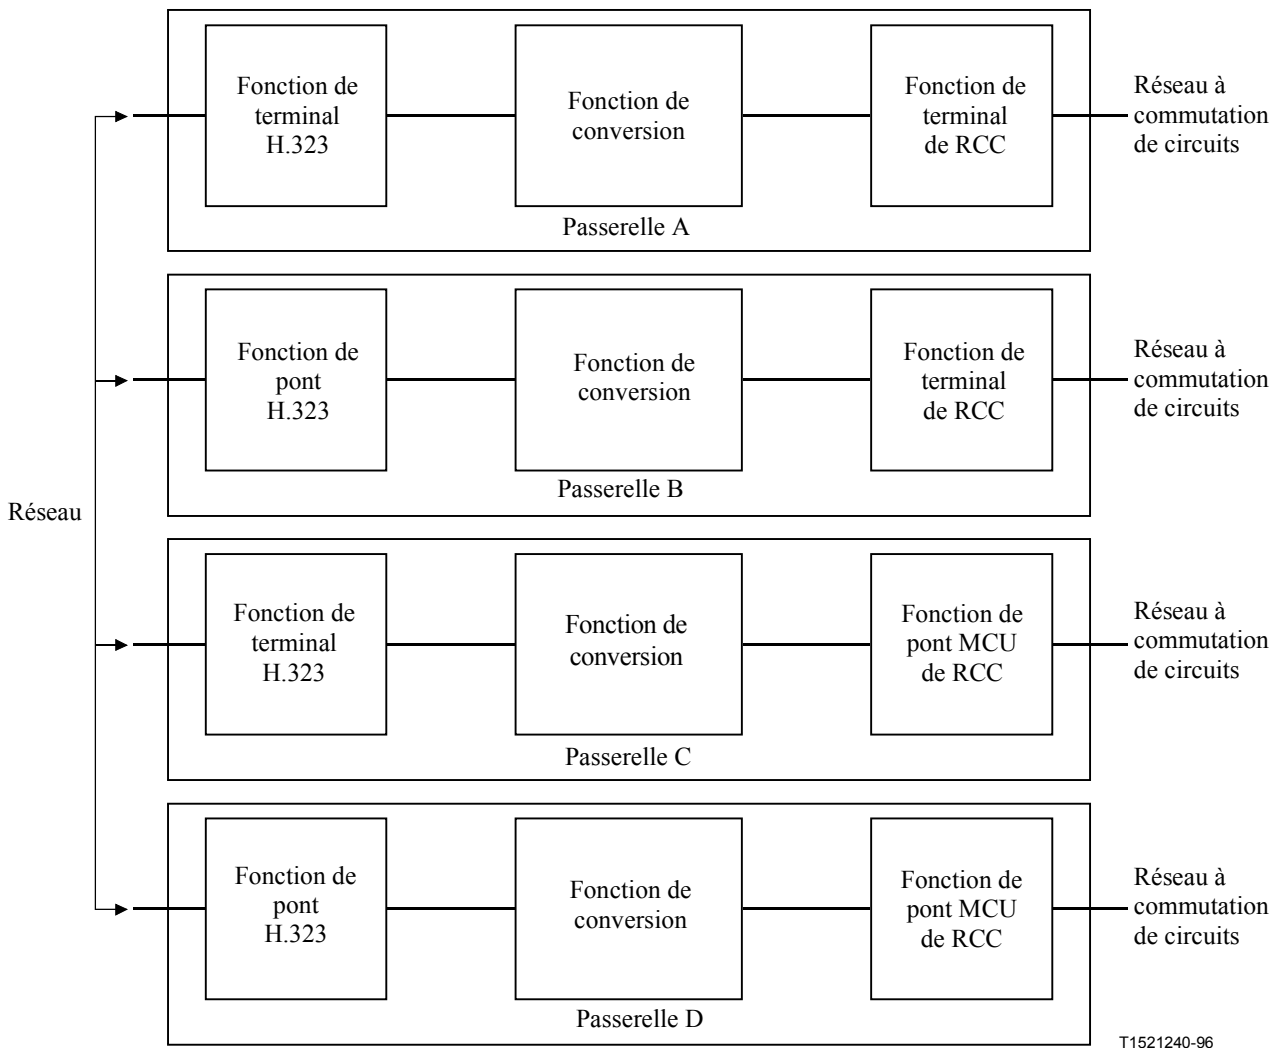 Réseau
Fonction de
terminal
H.323
Fonction de
conversion
Fonction de
terminal
de RCC
Réseau à
commutation
de circuits
Passerelle A
Fonction de
pont
H.323
Fonction de
conversion
Fonction de
terminal
de RCC
Réseau à
commutation
de circuits
Passerelle B
Fonction de
terminal
H.323
Fonction de
conversion
Fonction de
pont MCU
de RCC
Réseau à
commutation
de circuits
Passerelle C
Fonction de
pont
H.323
Fonction de
conversion
Fonction de
pont MCU
de RCC
Réseau à
commutation
de circuits
Passerelle D
T1521240-96